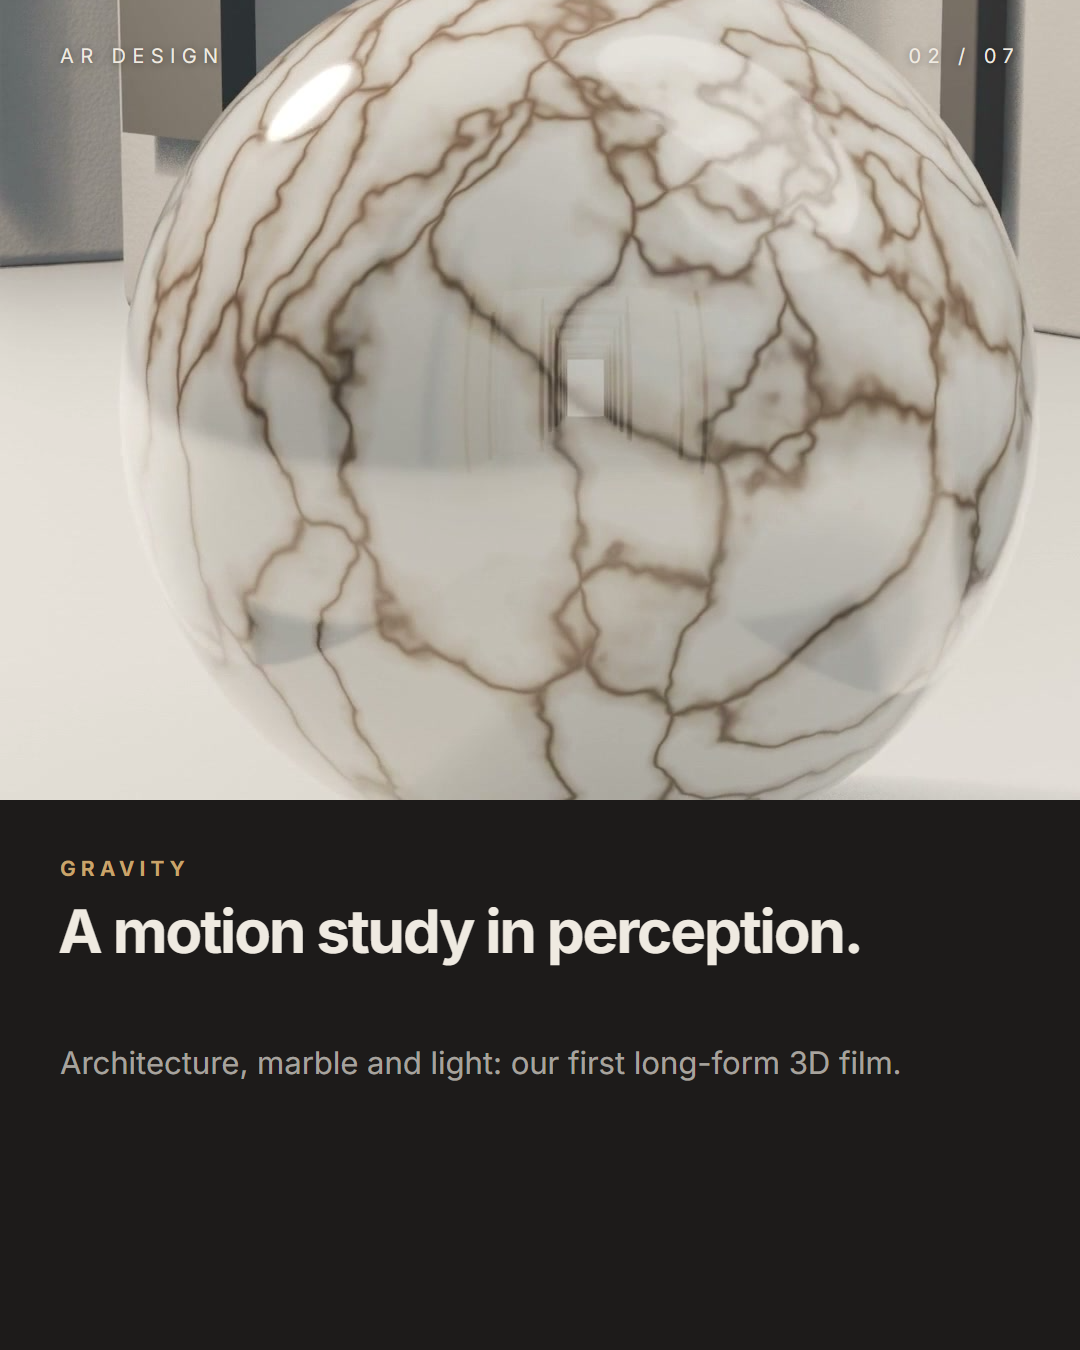 AR DESIGN
02 / 07
GRAVITY
A motion study in perception.
Architecture, marble and light: our first long-form 3D film.